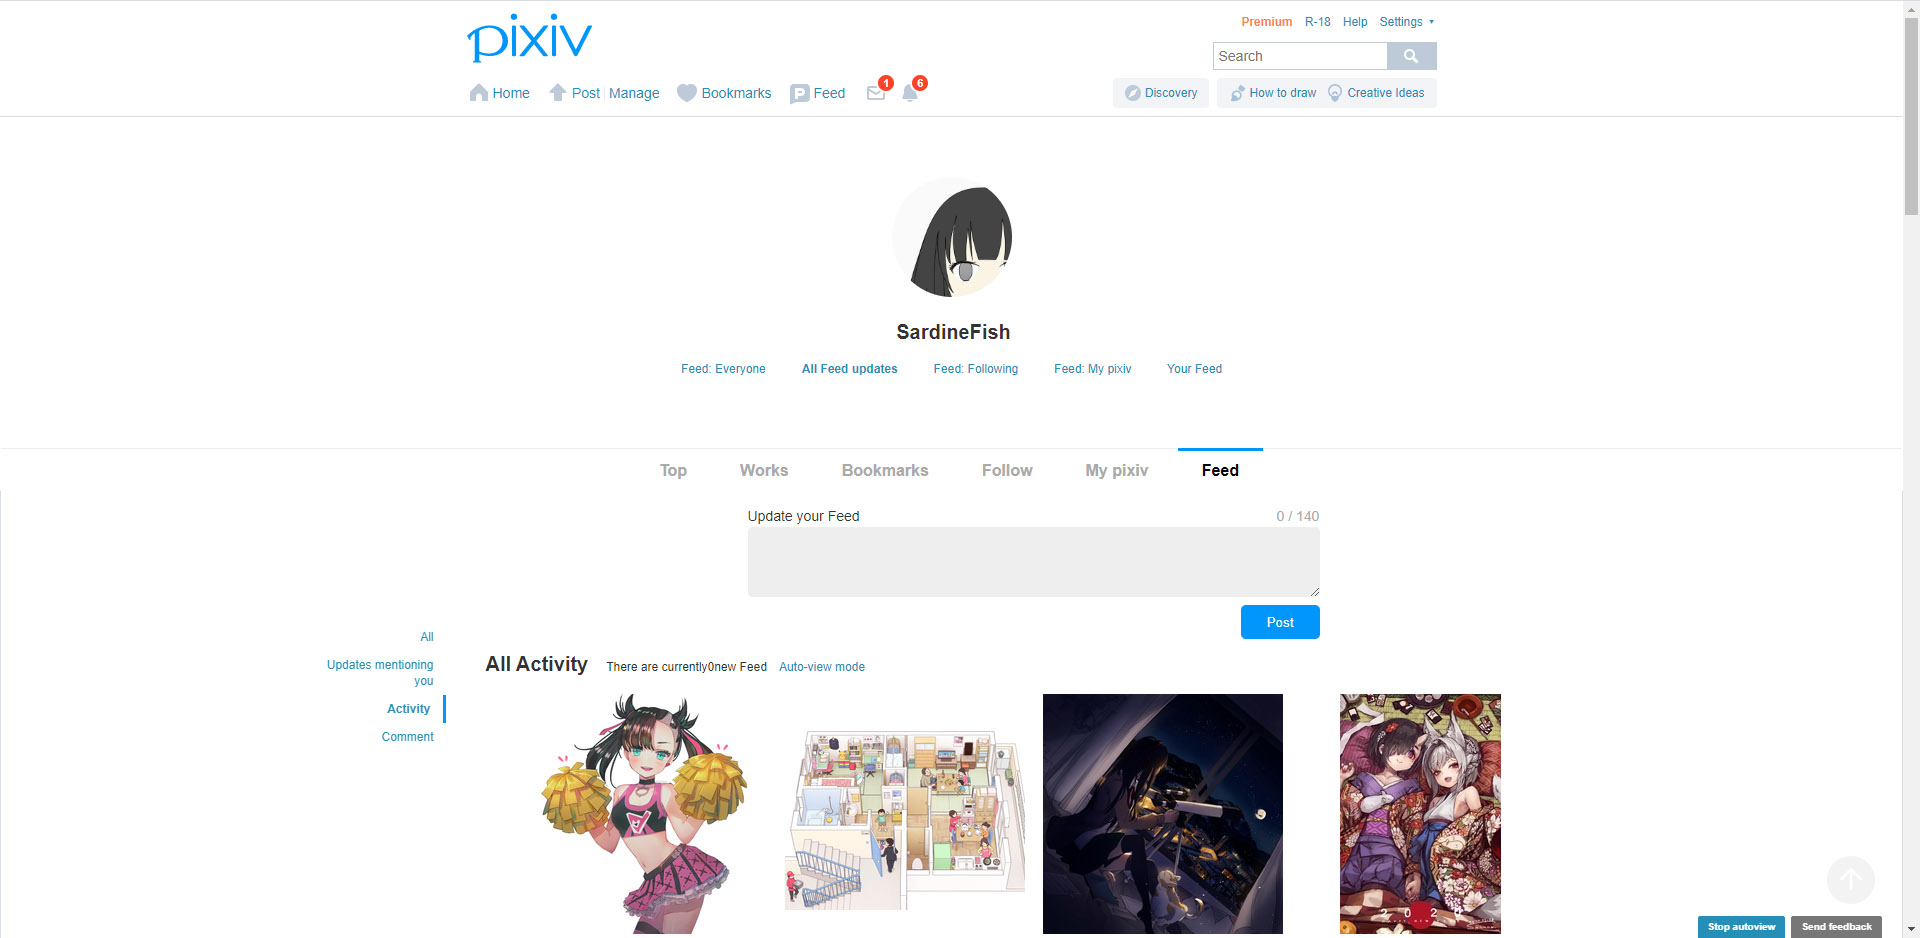 pixiv
Premium R-18 Help Settings
Search
Home Post Manage Bookmarks Feed 1 6 Discovery How to draw Creative Ideas
SardineFish
Feed: Everyone All Feed updates Feed: Following Feed: My pixiv Your Feed
Top Works Bookmarks Follow My pixiv Feed
Update your Feed 0 / 140
Post
All
Updates mentioning
you
Activity
Comment
All Activity There are currently0new Feed Auto-view mode
Stop autoview Send feedback